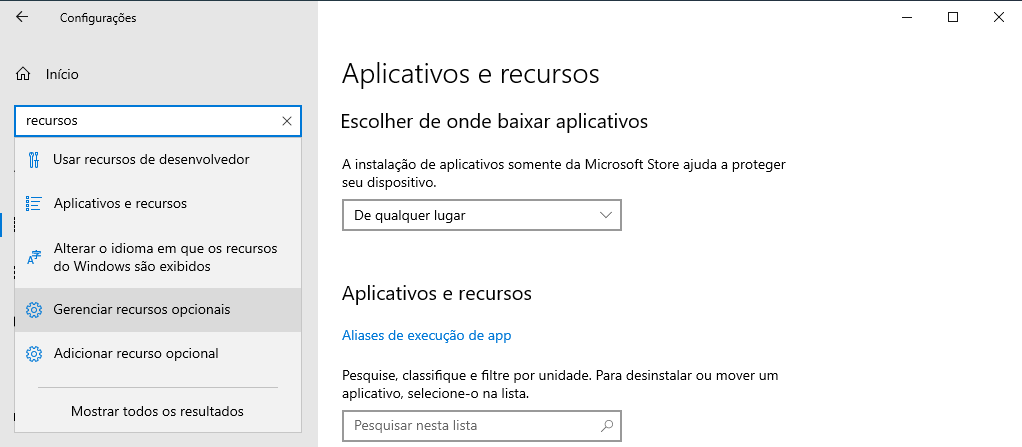 Configurações
Início
recursos
Usar recursos de desenvolvedor
Aplicativos e recursos
Alterar o idioma em que os recursos
do Windows são exibidos
Gerenciar recursos opcionais
Adicionar recurso opcional
Mostrar todos os resultados
Aplicativos e recursos
Escolher de onde baixar aplicativos
A instalação de aplicativos somente da Microsoft Store ajuda a proteger
seu dispositivo.
De qualquer lugar
Aplicativos e recursos
Aliases de execução de app
Pesquise, classifique e filtre por unidade. Para desinstalar ou mover um
aplicativo, selecione-o na lista.
Pesquisar nesta lista